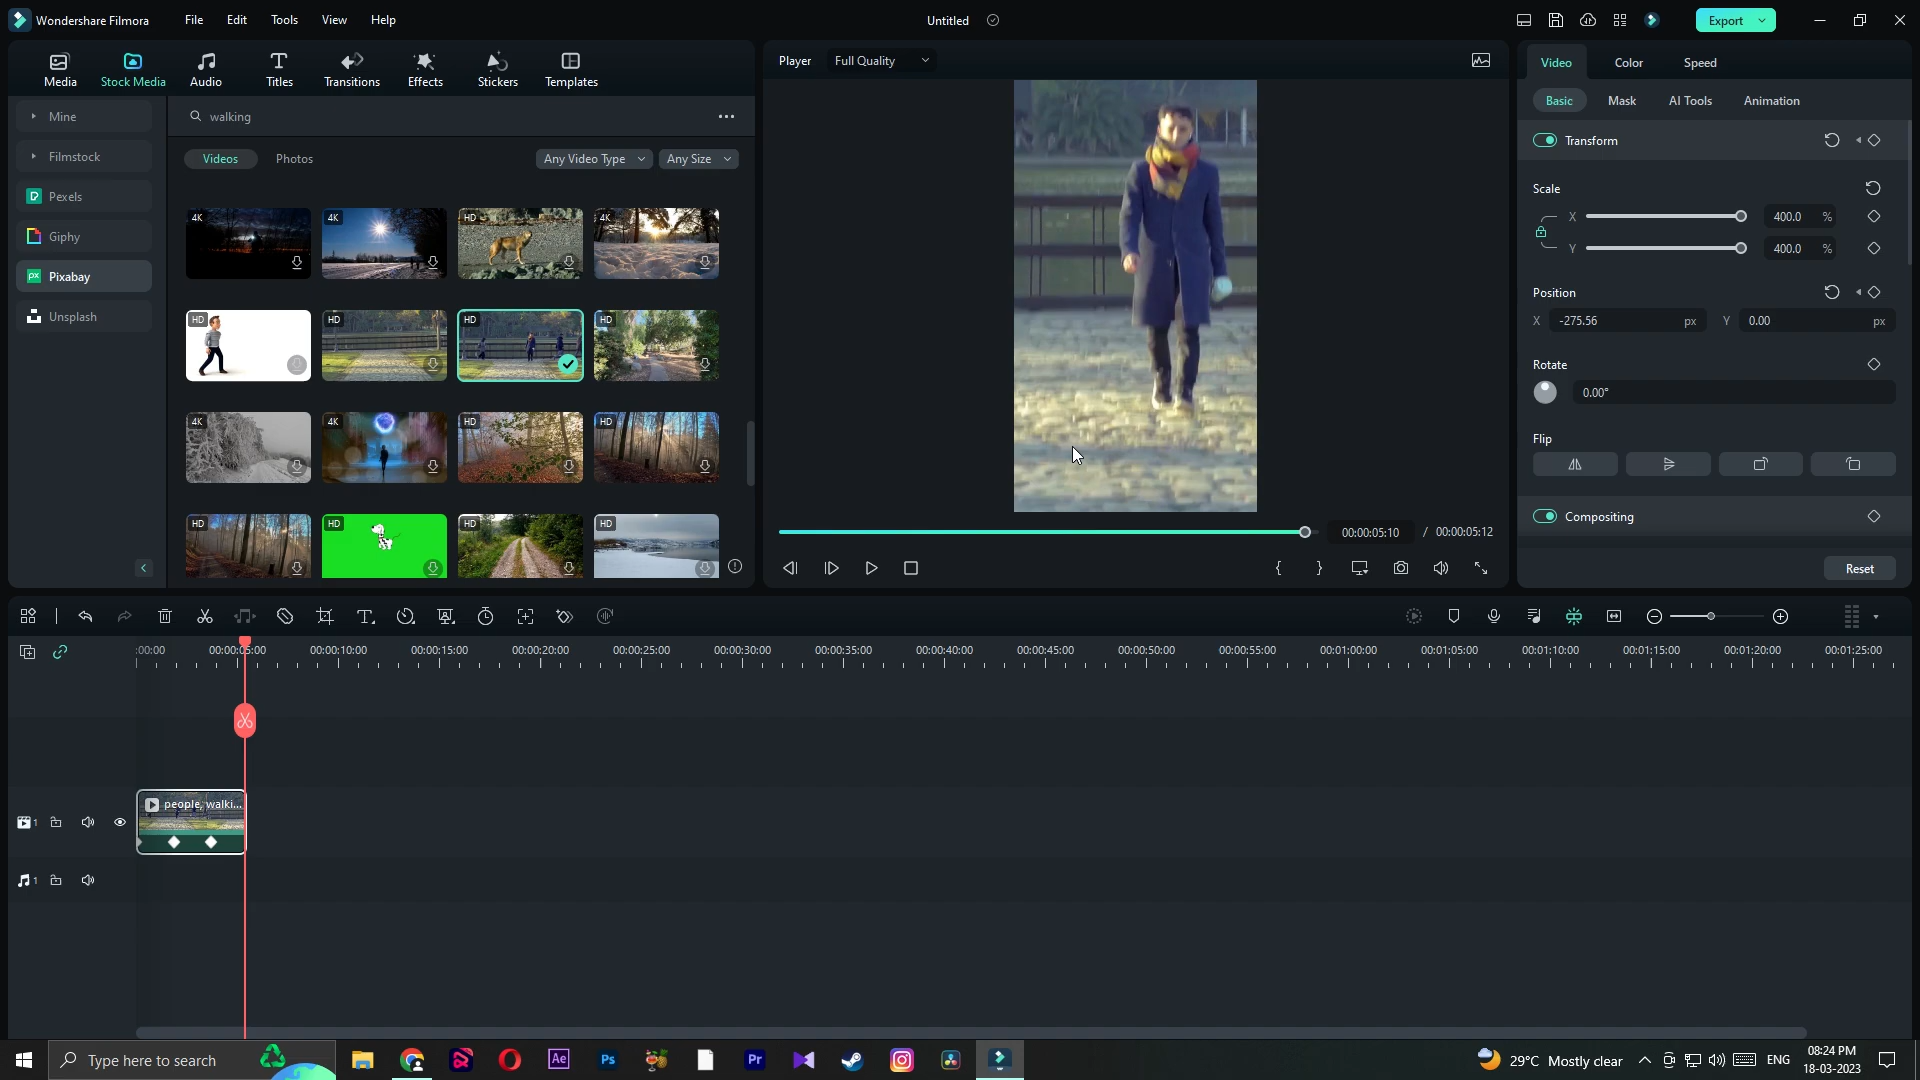 Wondershare Filmora File Edit Tools View Help Untitled Export
Media Stock Media Audio Titles Transitions Effects Stickers Templates
Player Full Quality
Video Color Speed
Basic Mask AI Tools Animation
Mine
Filmstock
Pexels
Giphy
Pixabay
Unsplash
walking
Videos Photos Any Video Type Any Size
4K 4K HD 4K
HD HD HD HD
4K 4K HD HD
HD HD HD HD
Transform
Scale
X 400.0 %
Y 400.0 %
Position
X -275.56 px Y 0.00 px
Rotate
0.00°
Flip
Compositing
Reset
00:00:05:10 / 00:00:05:12
:00:00 00:00:05:00 00:00:10:00 00:00:15:00 00:00:20:00 00:00:25:00 00:00:30:00 00:00:35:00 00:00:40:00 00:00:45:00 00:00:50:00 00:00:55:00 00:01:00:00 00:01:05:00 00:01:10:00 00:01:15:00 00:01:20:00 00:01:25:00
people, walki...
1
1
Type here to search
Ae Ps Pr
29°C Mostly clear ENG
08:24 PM
18-03-2023